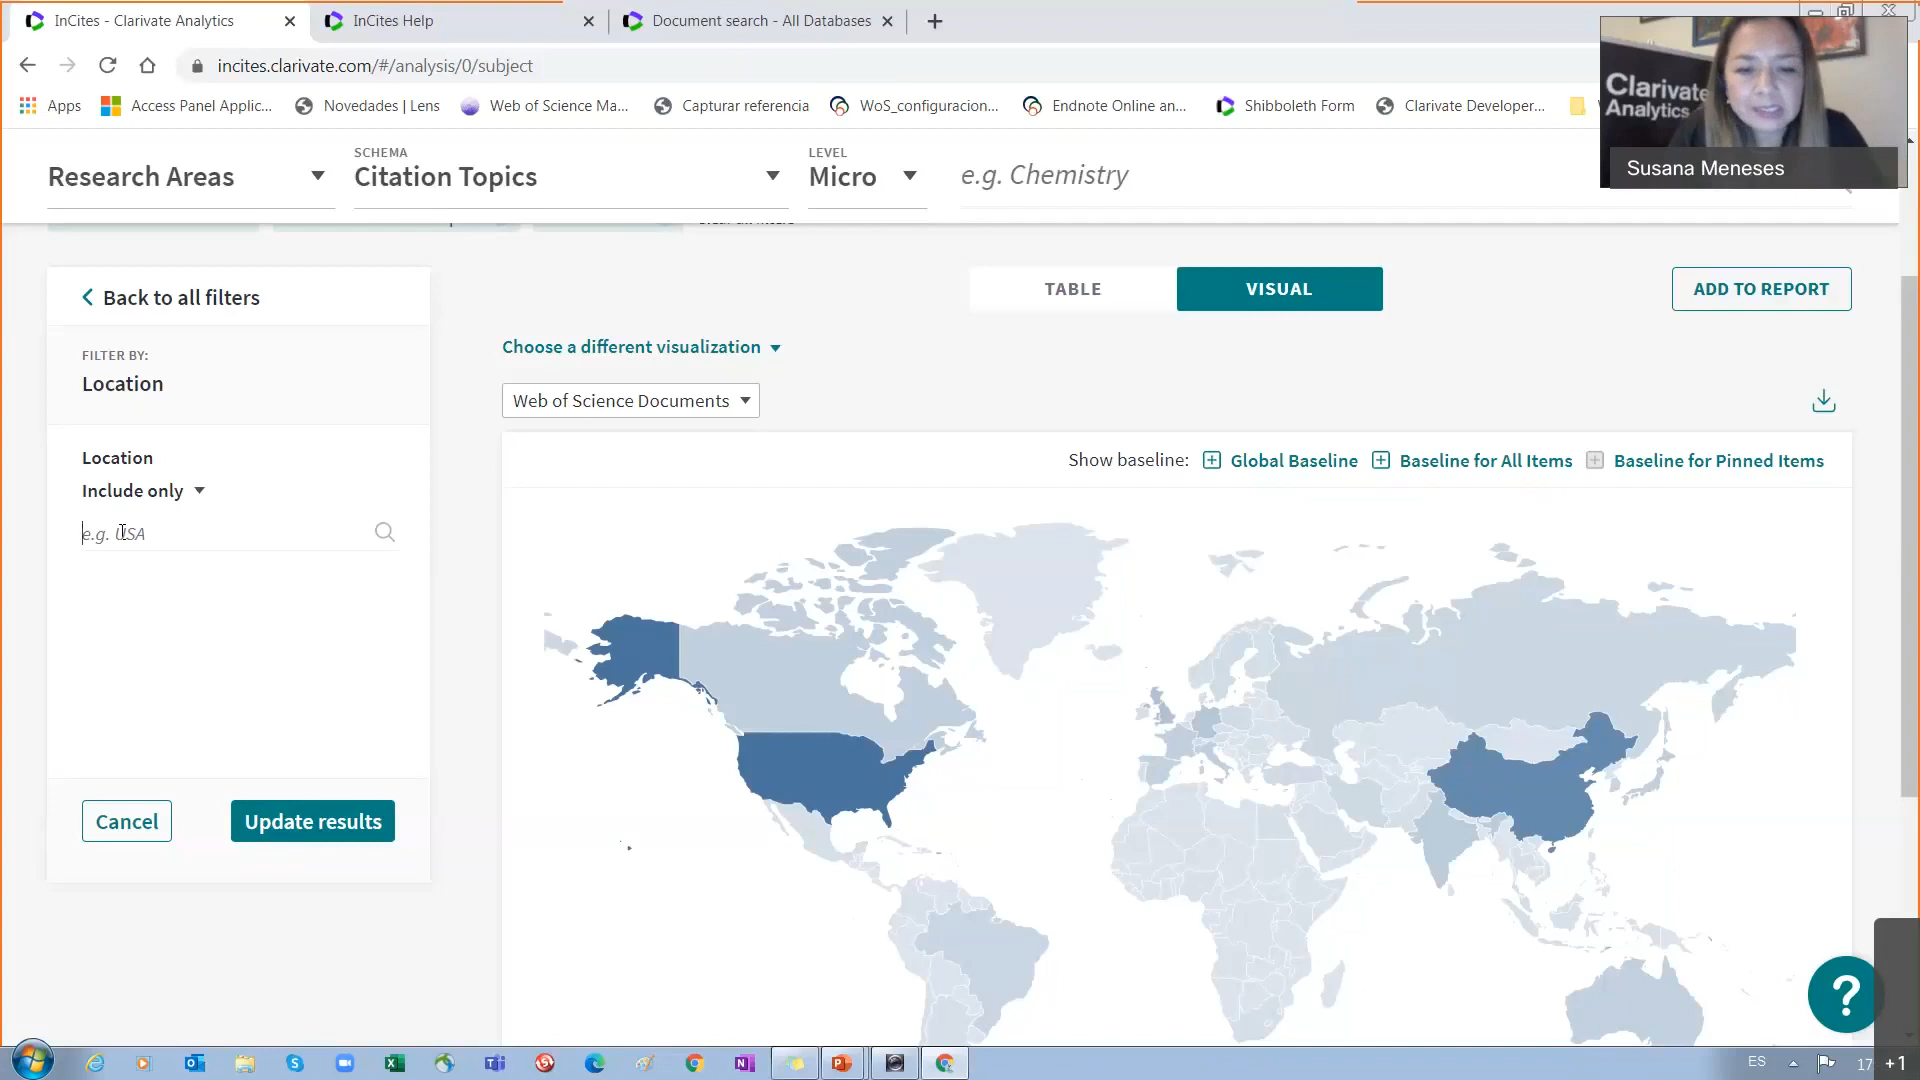 InCites - Clarivate Analytics
InCites Help
Document search - All Databases
incites.clarivate.com/#/analysis/0/subject
Apps
Access Panel Applic...
Novedades | Lens
Web of Science Ma...
Capturar referencia
WoS_configuracion...
Endnote Online an...
Shibboleth Form
Clarivate Developer...
Clarivate
Analytics
Susana Meneses
Research Areas
SCHEMA
Citation Topics
LEVEL
Micro
e.g. Chemistry
Back to all filters
FILTER BY:
Location
Location
Include only
e.g. USA
Cancel
Update results
TABLE
VISUAL
ADD TO REPORT
Choose a different visualization
Web of Science Documents
Show baseline:
Global Baseline
Baseline for All Items
Baseline for Pinned Items
?
ES
17
+1